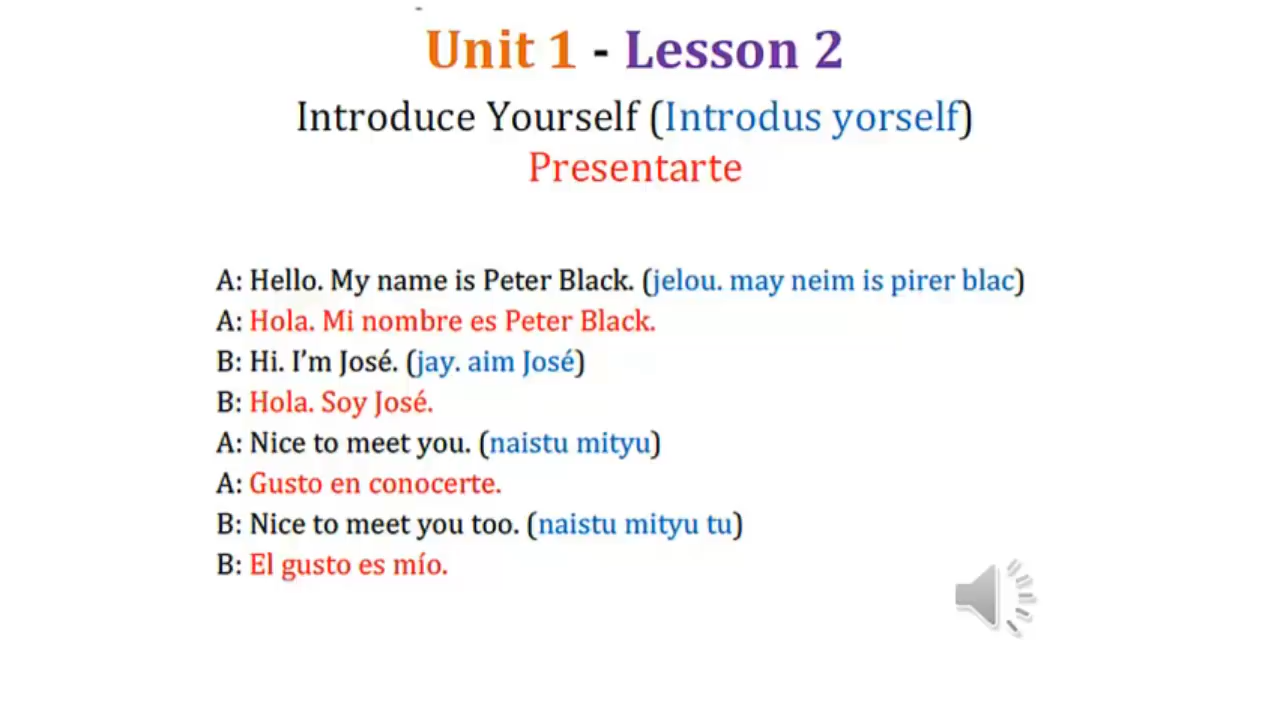 Unit 1 - Lesson 2
Introduce Yourself (Introdus yorself)
Presentarte
A: Hello. My name is Peter Black. (jelou. may neim is pirer blac)
A: Hola. Mi nombre es Peter Black.
B: Hi. I’m José. (jay. aim José)
B: Hola. Soy José.
A: Nice to meet you. (naistu mityu)
A: Gusto en conocerte.
B: Nice to meet you too. (naistu mityu tu)
B: El gusto es mío.